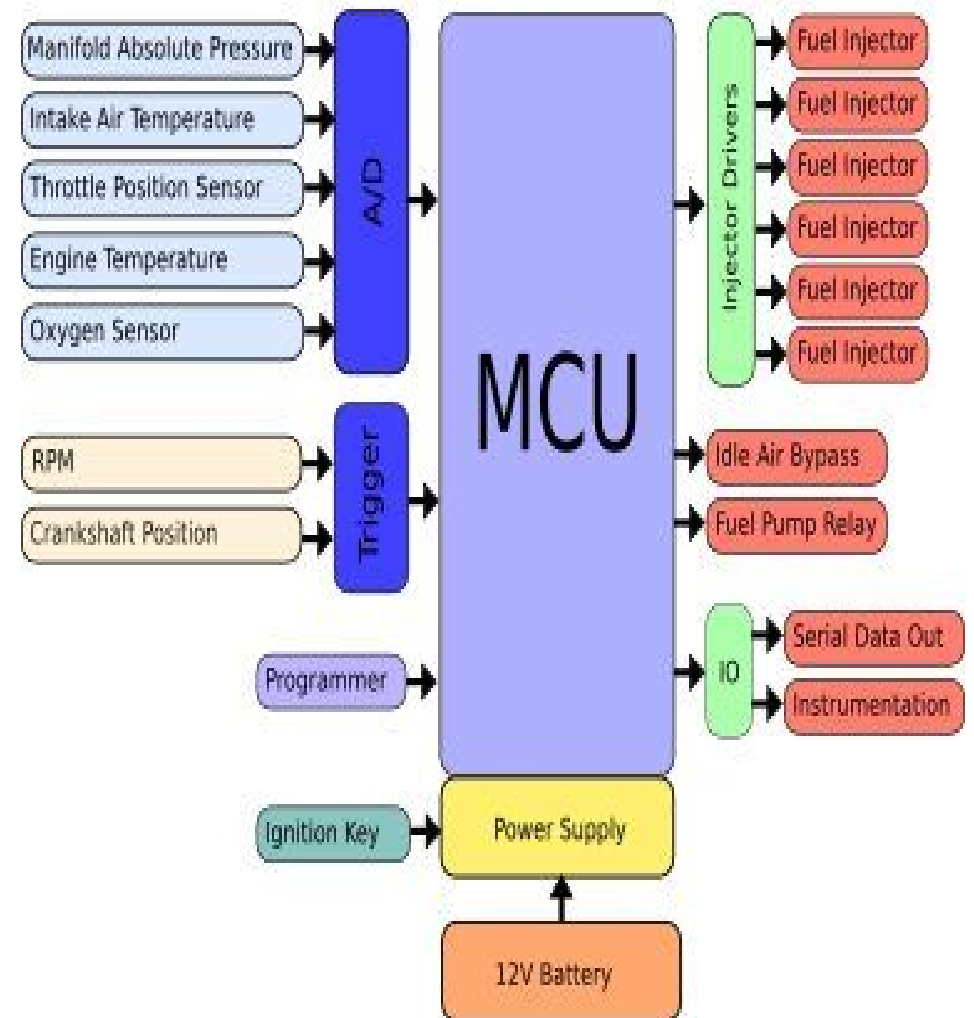 Manifold Absolute Pressure
Intake Air Temperature
Throttle Position Sensor
Engine Temperature
Oxygen Sensor
A/D
RPM
Crankshaft Position
Trigger
Programmer
Ignition Key
MCU
Power Supply
12V Battery
Injector Drivers
Fuel Injector
Fuel Injector
Fuel Injector
Fuel Injector
Fuel Injector
Fuel Injector
Idle Air Bypass
Fuel Pump Relay
IO
Serial Data Out
Instrumentation